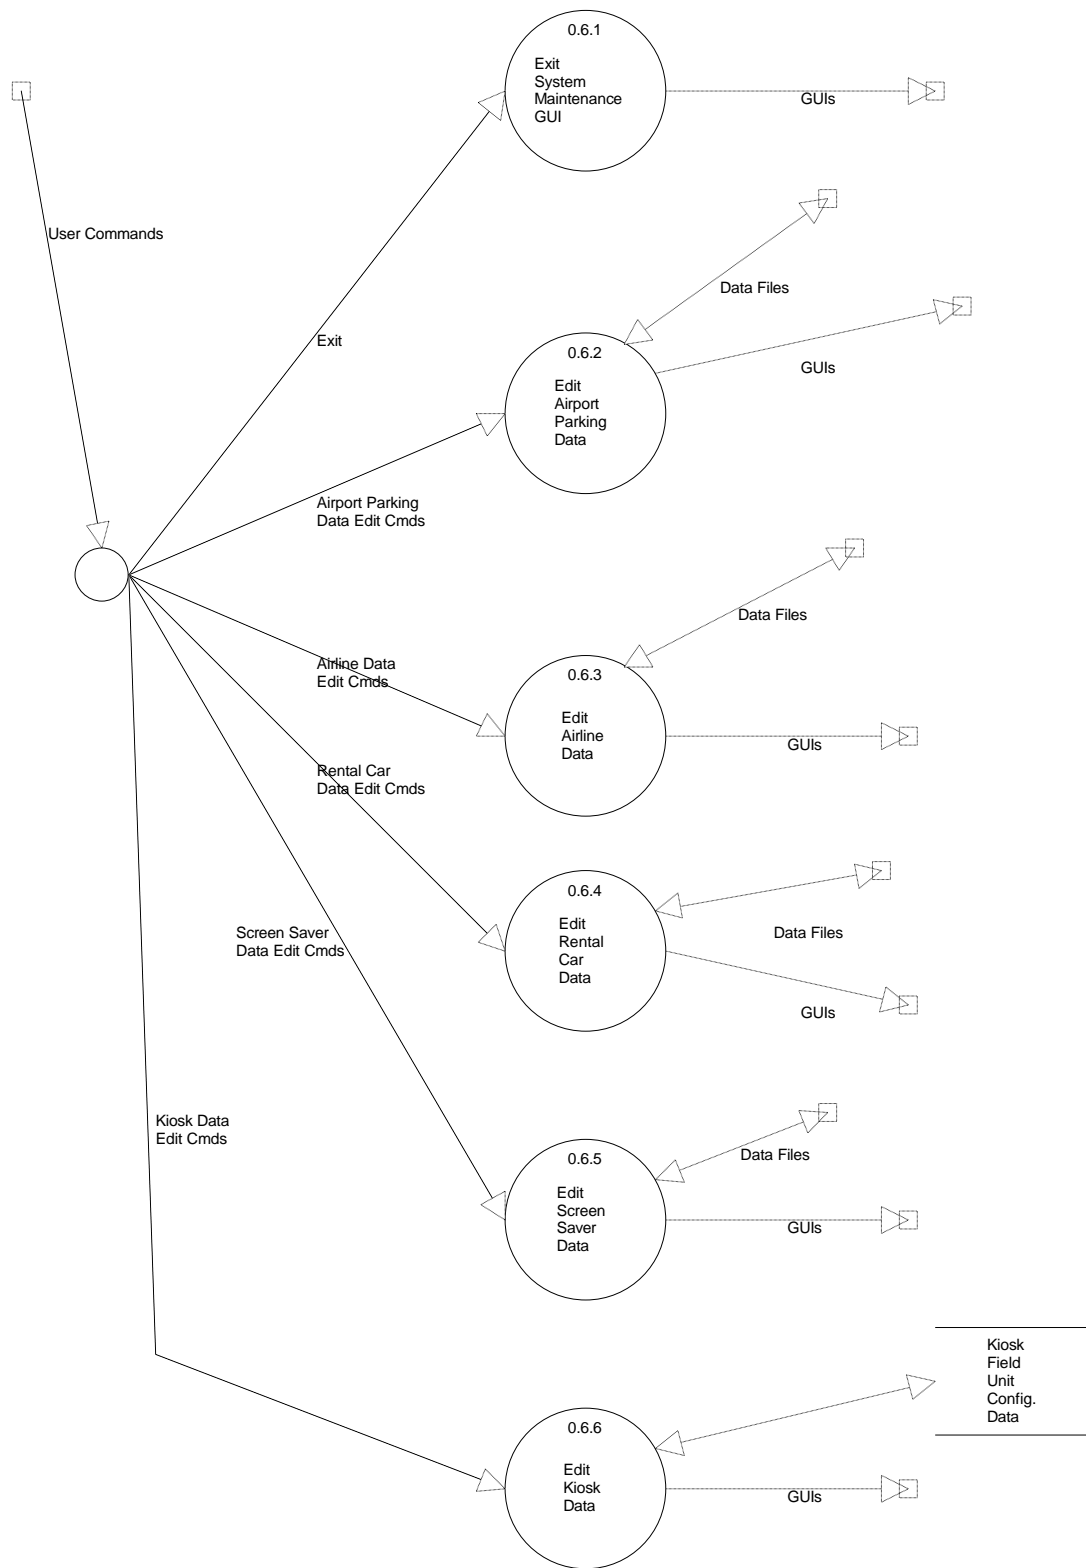 0.6.1
Exit
System
Maintenance
GUI
GUIs
User Commands
Data Files
Exit
0.6.2
Edit
Airport
Parking
Data
GUIs
Airport Parking
Data Edit Cmds
Data Files
Airline Data
Edit Cmds
0.6.3
Edit
Airline
Data
GUIs
Rental Car
Data Edit Cmds
0.6.4
Edit
Rental
Car
Data
Data Files
GUIs
Screen Saver
Data Edit Cmds
Kiosk Data
Edit Cmds
0.6.5
Edit
Screen
Saver
Data
Data Files
GUIs
Kiosk
Field
Unit
Config.
Data
0.6.6
Edit
Kiosk
Data
GUIs